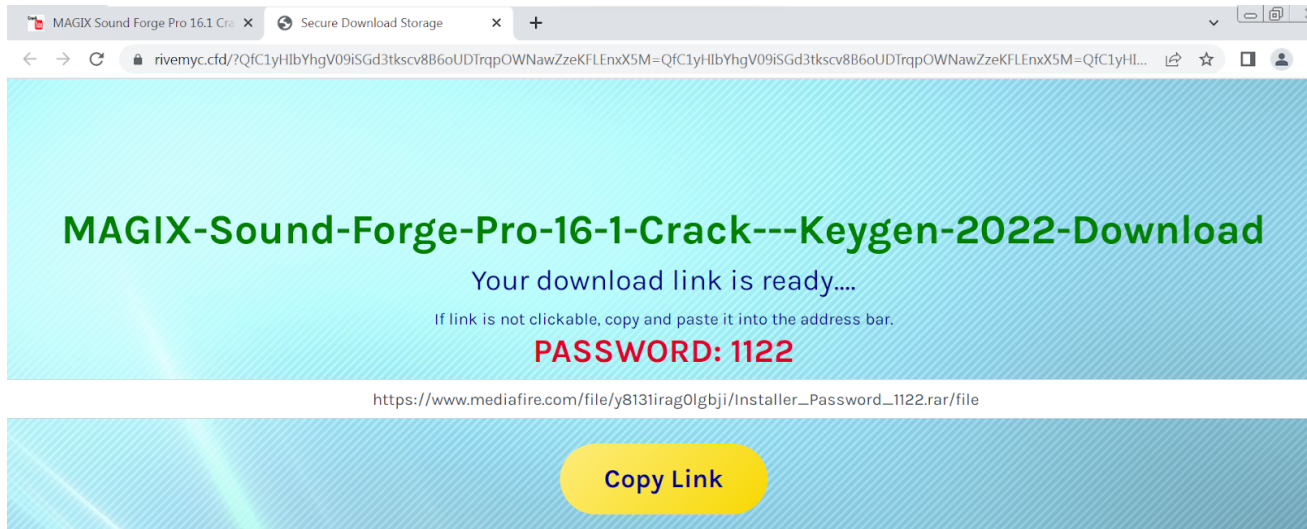 MAGIX Sound Forge Pro 16.1 Cra
Secure Download Storage
rivemyc.cfd/?QfC1yHIbYhgV09iSGd3tkscv8B6oUDTrqpOWNawZzeKFLEnxX5M=QfC1yHIbYhgV09iSGd3tkscv8B6oUDTrqpOWNawZzeKFLEnxX5M=QfC1yHI...
MAGIX-Sound-Forge-Pro-16-1-Crack---Keygen-2022-Download
Your download link is ready....
If link is not clickable, copy and paste it into the address bar.
PASSWORD: 1122
https://www.mediafire.com/file/y8131irag0lgbji/Installer_Password_1122.rar/file
Copy Link